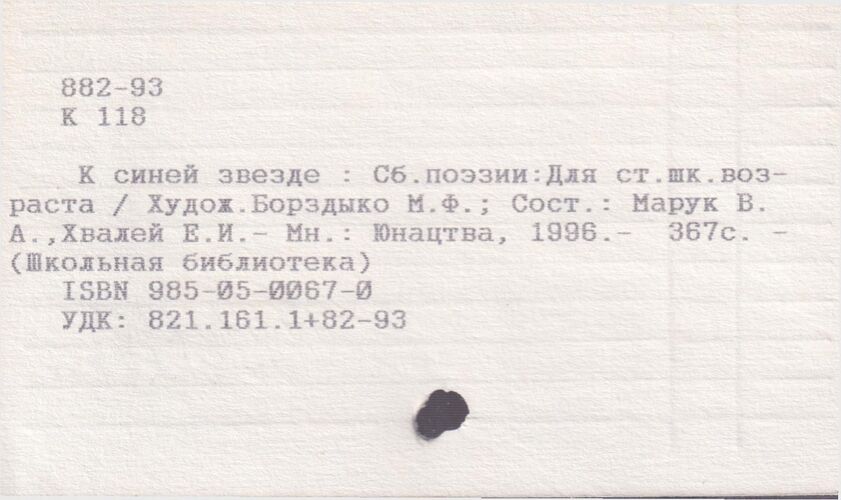 882-93
К 118
К синей звезде : Сб.поэзии:Для ст.шк.воз-
раста / Худож.Борздыко М.Ф.; Сост.: Марук В.
А.,Хвалей Е.И.- Мн.: Юнацтва, 1996.- 367с. -
(Школьная библиотека)
ISBN 985-05-0067-0
УДК: 821.161.1+82-93